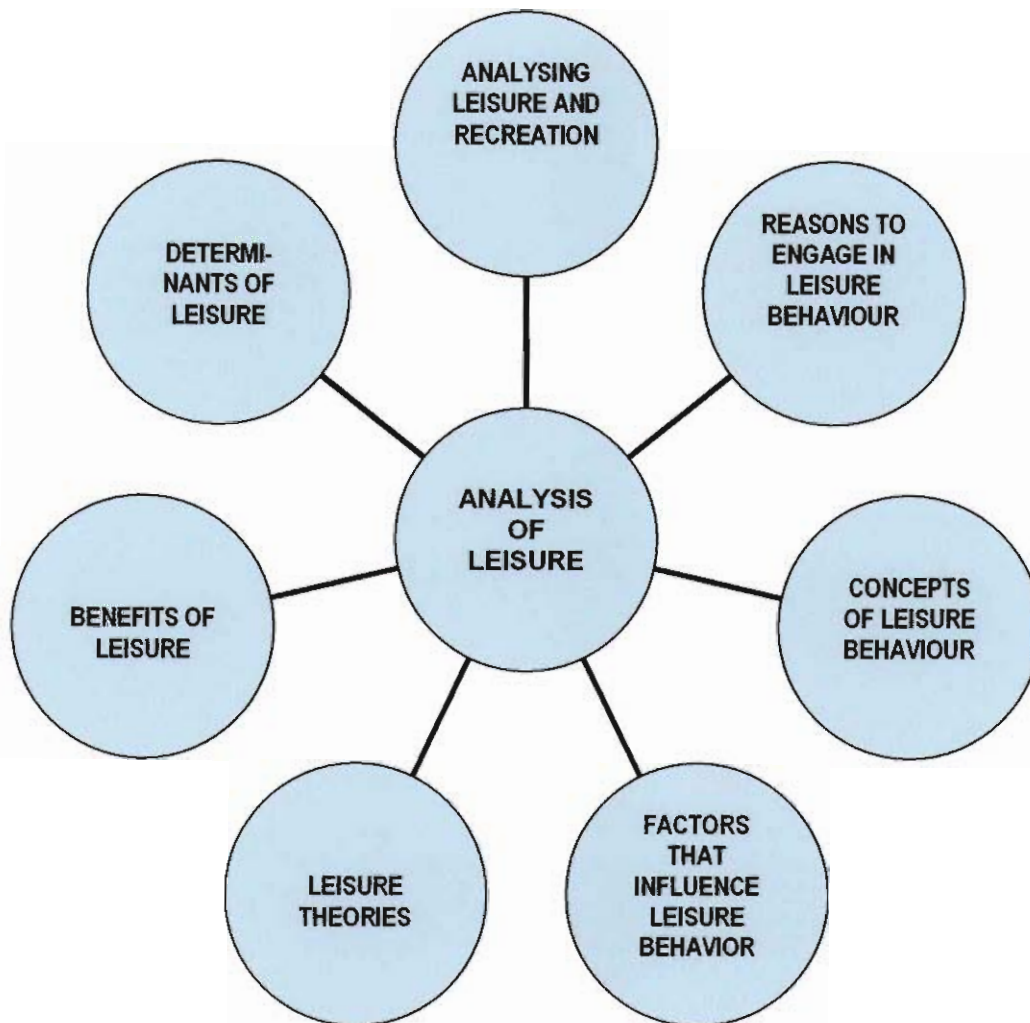 ANALYSING
LEISURE AND
RECREATION
REASONS TO
ENGAGE IN
LEISURE
BEHAVIOUR
CONCEPTS
OF LEISURE
BEHAVIOUR
FACTORS
THAT
INFLUENCE
LEISURE
BEHAVIOR
LEISURE
THEORIES
BENEFITS OF
LEISURE
DETERMI-
NANTS OF
LEISURE
ANALYSIS
OF
LEISURE